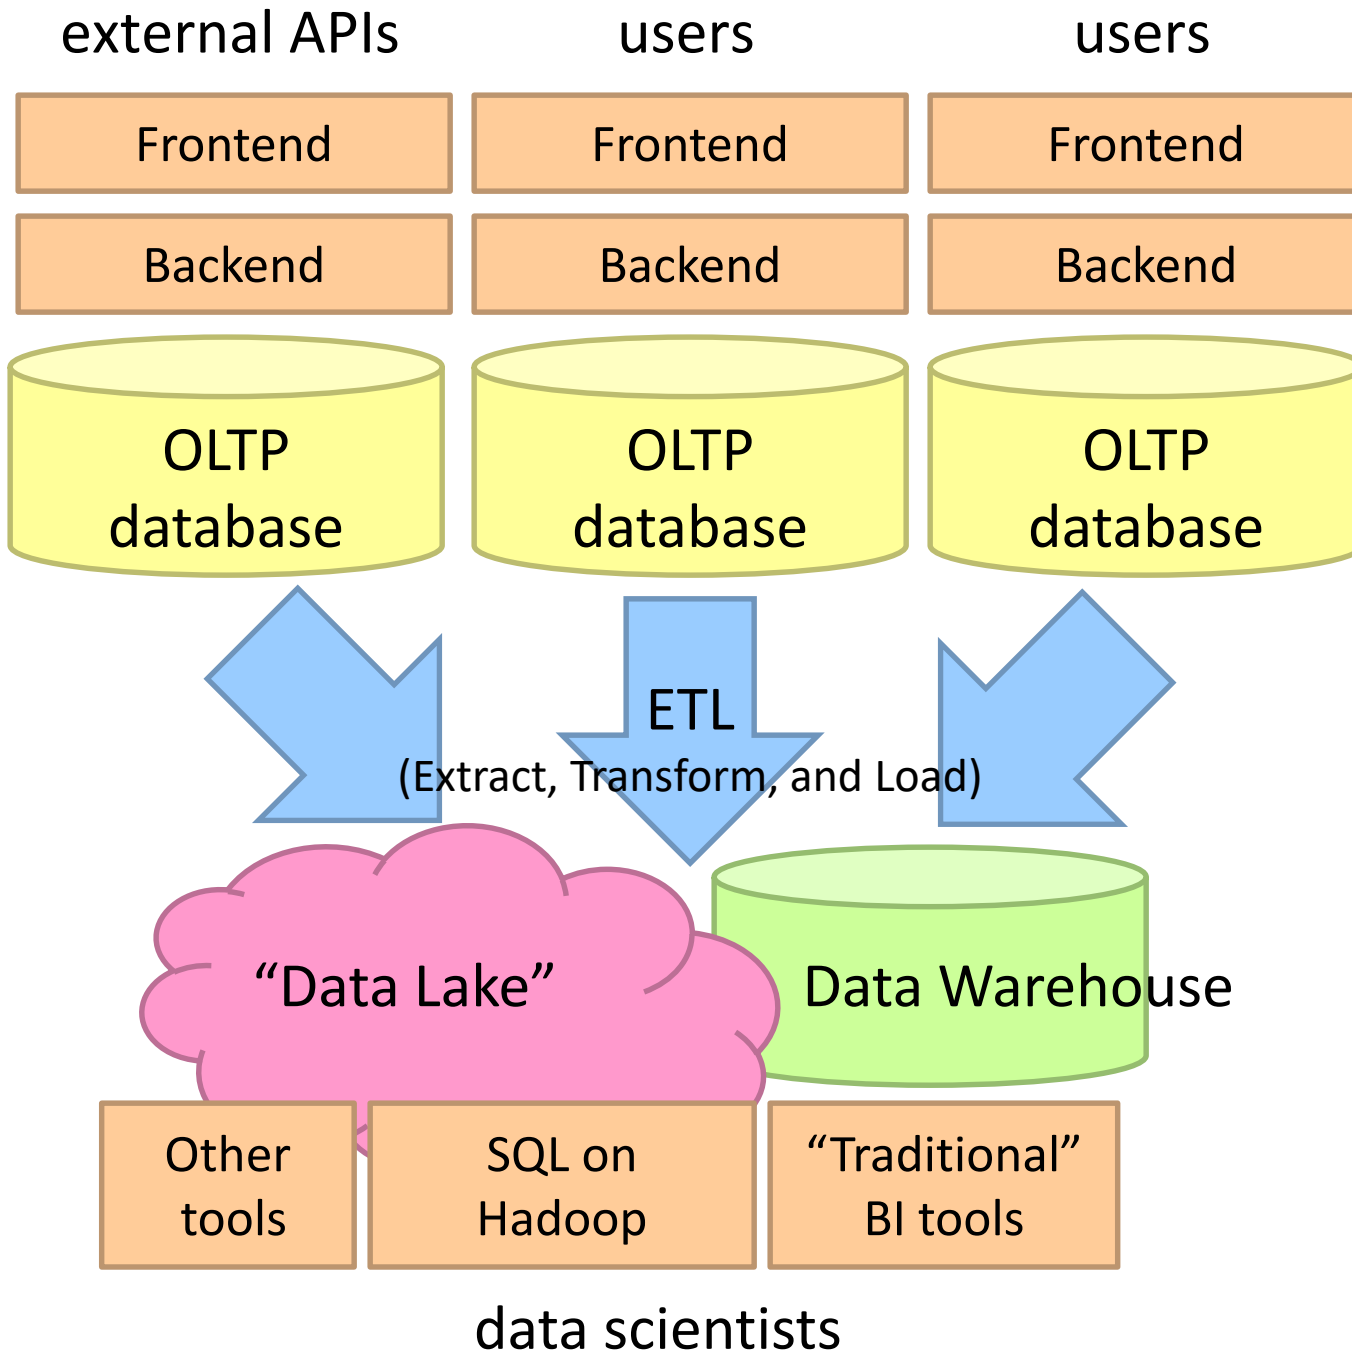 external APIs
users
users
Frontend
Frontend
Frontend
Backend
Backend
Backend
OLTP
database
OLTP
database
OLTP
database
ETL
(Extract, Transform, and Load)
“Data Lake”
Data Warehouse
Other
tools
SQL on
Hadoop
“Traditional”
BI tools
data scientists